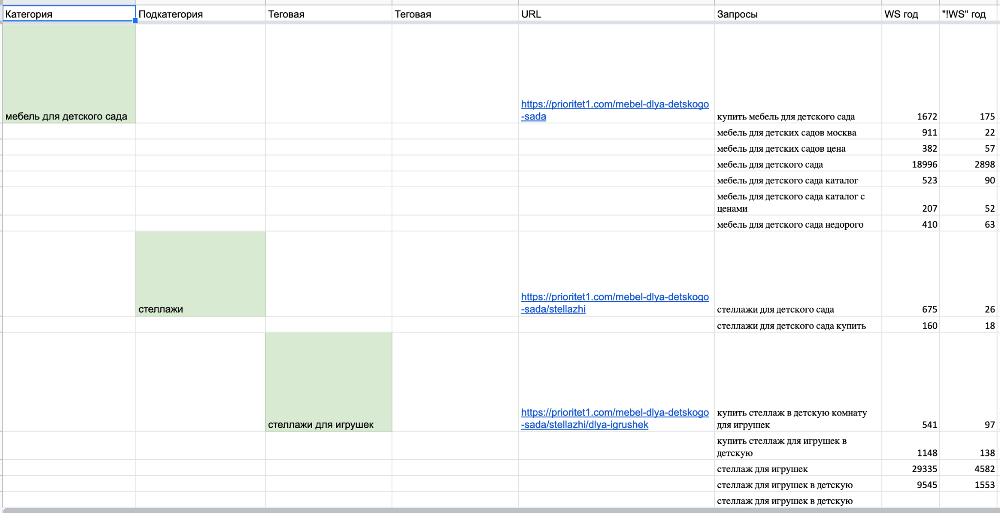 Категория Подкатегория Теговая Теговая URL Запросы WS год "!WS" год
https://prioritet1.com/mebel-dlya-detskogo
мебель для детского сада -sada купить мебель для детского сада 1672 175
мебель для детских садов москва 911 22
мебель для детских садов цена 382 57
мебель для детского сада 18996 2898
мебель для детского сада каталог 523 90
мебель для детского сада каталог с
ценами 207 52
мебель для детского сада недорого 410 63
https://prioritet1.com/mebel-dlya-detskogo
стеллажи -sada/stellazhi стеллажи для детского сада 675 26
стеллажи для детского сада купить 160 18
https://prioritet1.com/mebel-dlya-detskogo купить стеллаж в детскую комнату
стеллажи для игрушек -sada/stellazhi/dlya-igrushek для игрушек 541 97
купить стеллаж для игрушек в
детскую 1148 138
стеллаж для игрушек 29335 4582
стеллаж для игрушек в детскую 9545 1553
стеллаж для игрушек в детскую